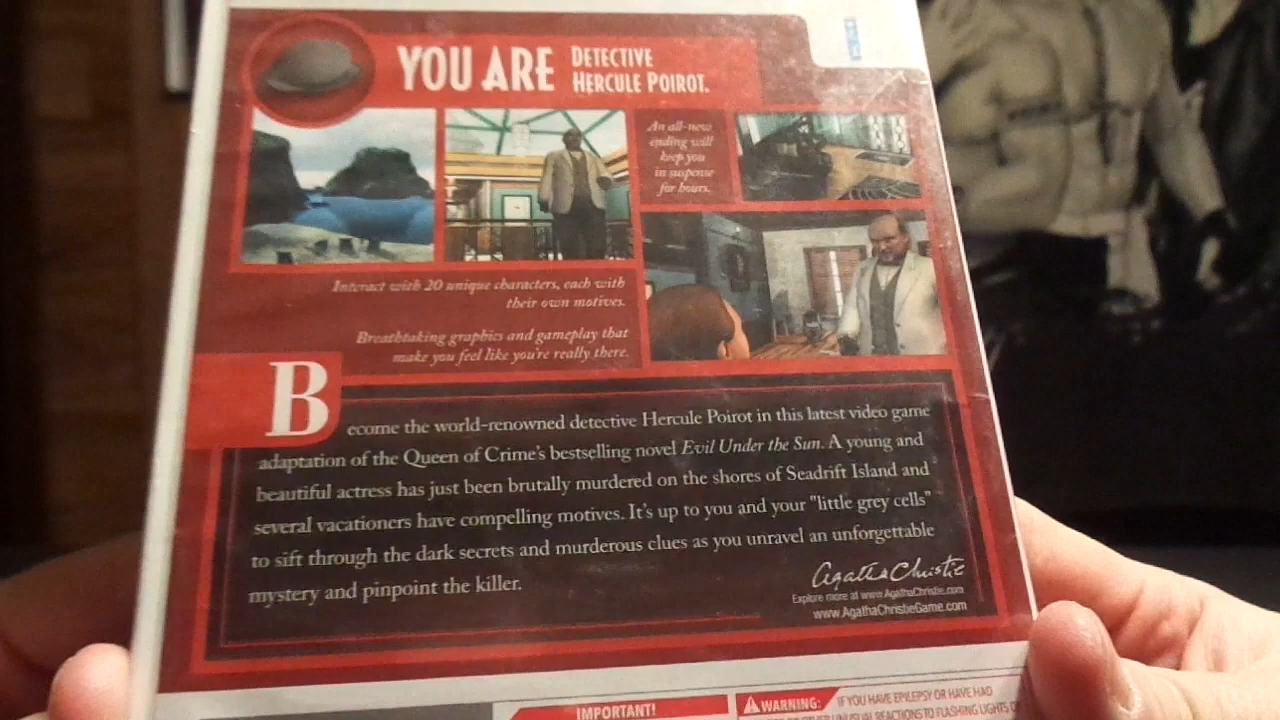 YOU ARE DETECTIVE
HERCULE POIROT.
An all-new
ending will
keep you
in suspense
for hours.
Interact with 20 unique characters, each with
their own motives.
Breathtaking graphics and gameplay that
make you feel like you're really there.
Become the world-renowned detective Hercule Poirot in this latest video game
adaptation of the Queen of Crime's bestselling novel Evil Under the Sun. A young and
beautiful actress has just been brutally murdered on the shores of Seadrift Island and
several vacationers have compelling motives. It's up to you and your "little grey cells"
to sift through the dark secrets and murderous clues as you unravel an unforgettable
mystery and pinpoint the killer.
Agatha Christie
Explore more at www.AgathaChristie.com
www.AgathaChristieGame.com
IMPORTANT!
WARNING: IF YOU HAVE EPILEPSY OR HAVE HAD
OR OTHER UNUSUAL REACTIONS TO FLASHING LIGHTS